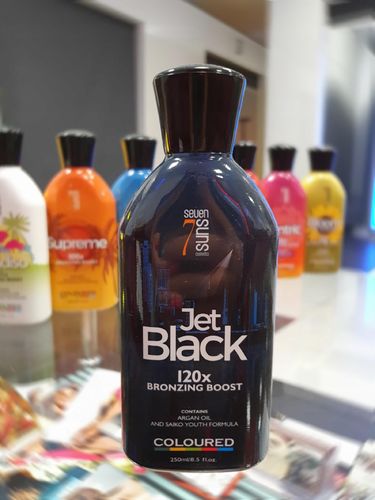 seven
7 suns
Jet
Black
120x
BRONZING BOOST
CONTAINS
ARGAN OIL
AND SAIKO YOUTH FORMULA
COLOURED
250ml/8.5 fl.oz.
Supreme
100x